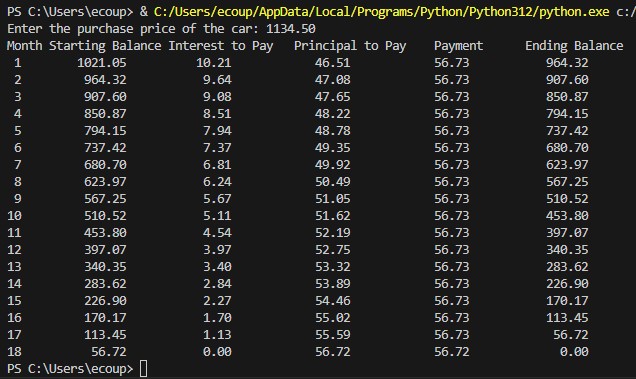 PS C:\Users\ecoup> & C:/Users/ecoup/AppData/Local/Programs/Python/Python312/python.exe c:/
Enter the purchase price of the car: 1134.50
Month Starting Balance Interest to Pay Principal to Pay Payment Ending Balance
1 1021.05 10.21 46.51 56.73 964.32
2 964.32 9.64 47.08 56.73 907.60
3 907.60 9.08 47.65 56.73 850.87
4 850.87 8.51 48.22 56.73 794.15
5 794.15 7.94 48.78 56.73 737.42
6 737.42 7.37 49.35 56.73 680.70
7 680.70 6.81 49.92 56.73 623.97
8 623.97 6.24 50.49 56.73 567.25
9 567.25 5.67 51.05 56.73 510.52
10 510.52 5.11 51.62 56.73 453.80
11 453.80 4.54 52.19 56.73 397.07
12 397.07 3.97 52.75 56.73 340.35
13 340.35 3.40 53.32 56.73 283.62
14 283.62 2.84 53.89 56.73 226.90
15 226.90 2.27 54.46 56.73 170.17
16 170.17 1.70 55.02 56.73 113.45
17 113.45 1.13 55.59 56.73 56.72
18 56.72 0.00 56.72 56.72 0.00
PS C:\Users\ecoup>